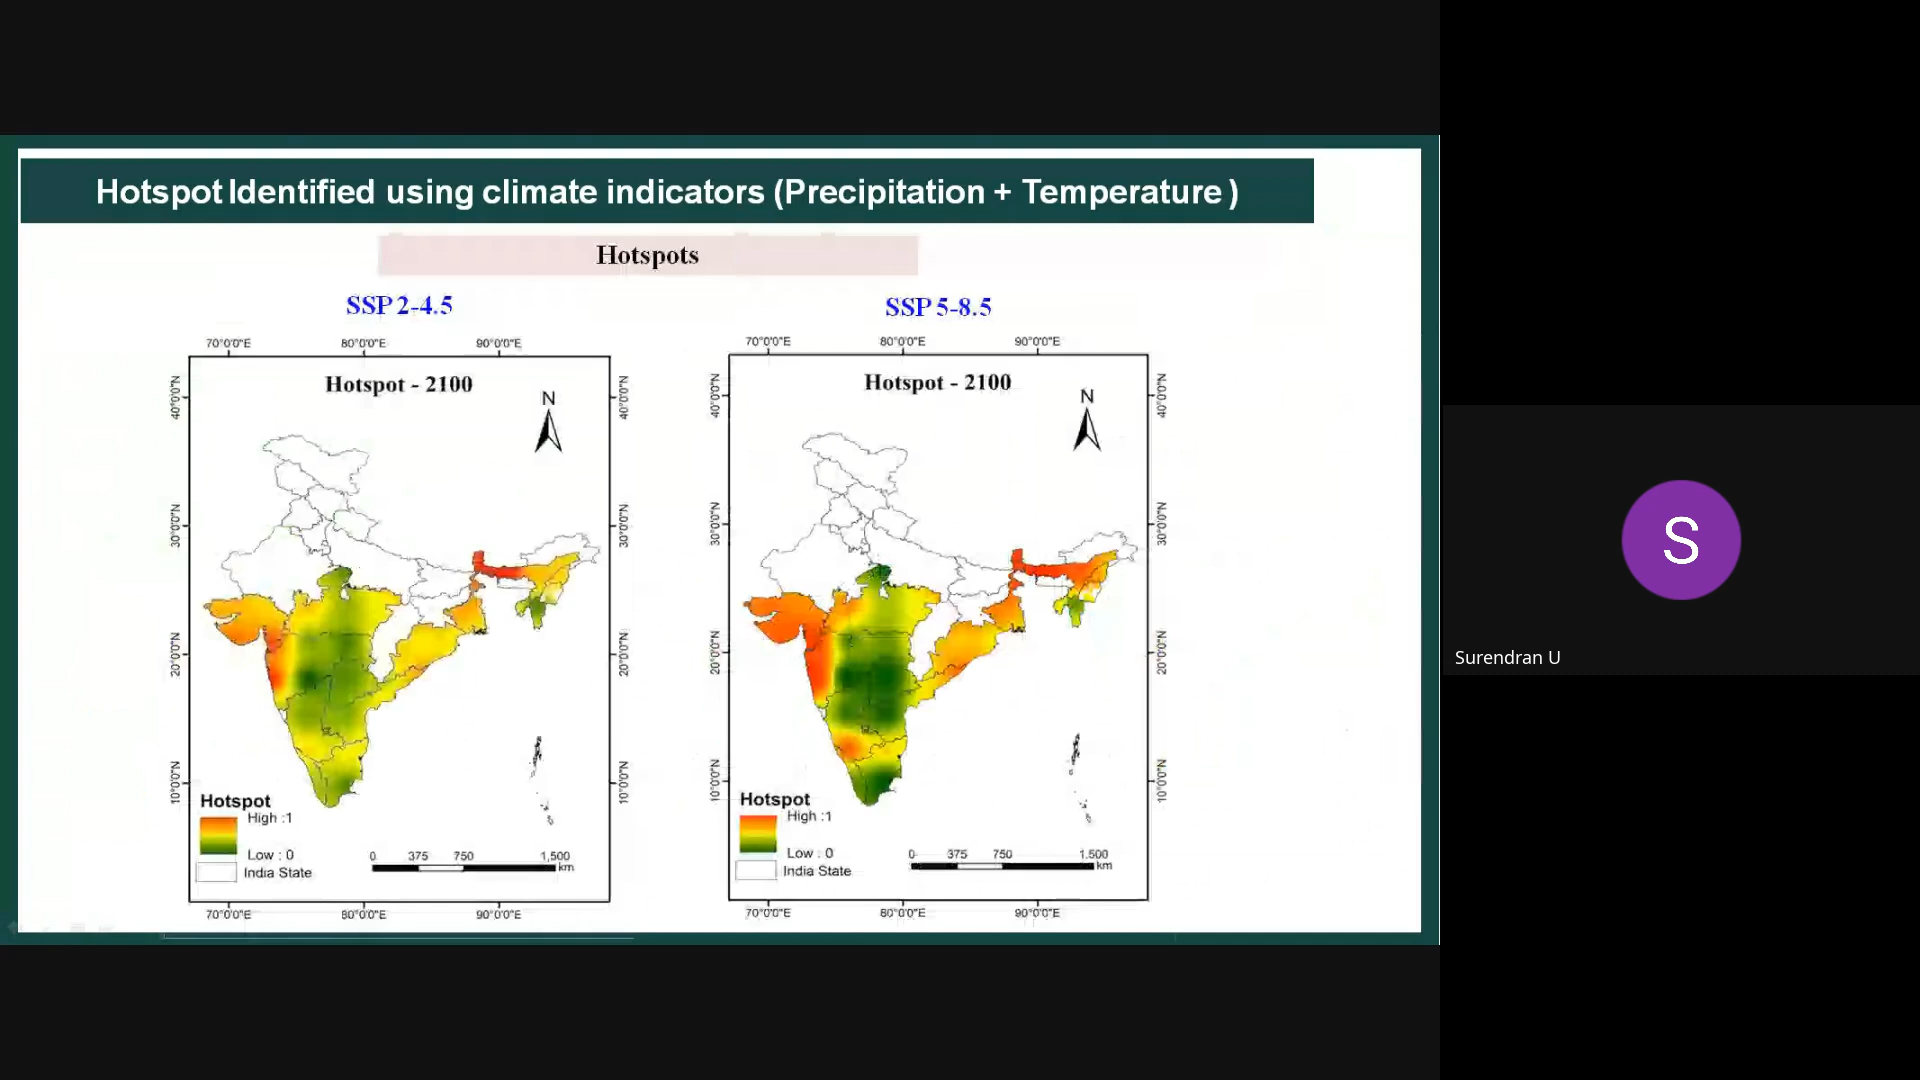 Hotspot Identified using climate indicators (Precipitation + Temperature )
Hotspots
SSP 2-4.5
SSP 5-8.5
70°0'0"E 80°0'0"E 90°0'0"E
70°0'0"E 80°0'0"E 90°0'0"E
Hotspot - 2100
Hotspot - 2100
N
N
40°0'0"N
40°0'0"N
40°0'0"N
40°0'0"N
30°0'0"N
30°0'0"N
30°0'0"N
30°0'0"N
20°0'0"N
20°0'0"N
20°0'0"N
20°0'0"N
10°0'0"N
10°0'0"N
10°0'0"N
10°0'0"N
Hotspot
High :1
Low : 0
India State
0 375 750 1,500
km
Hotspot
High :1
Low : 0
India State
0 375 750 1,500
km
70°0'0"E 80°0'0"E 90°0'0"E
70°0'0"E 80°0'0"E 90°0'0"E
S
Surendran U